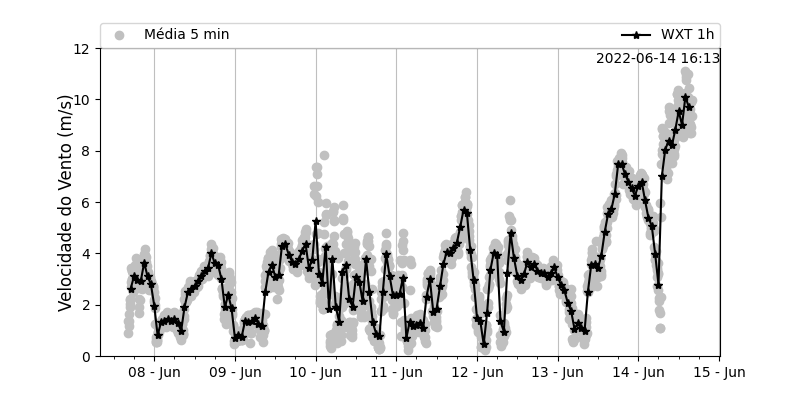 Média 5 min WXT 1h
2022-06-14 16:13
Velocidade do Vento (m/s)
12
10
8
6
4
2
0
08 - Jun 09 - Jun 10 - Jun 11 - Jun 12 - Jun 13 - Jun 14 - Jun 15 - Jun